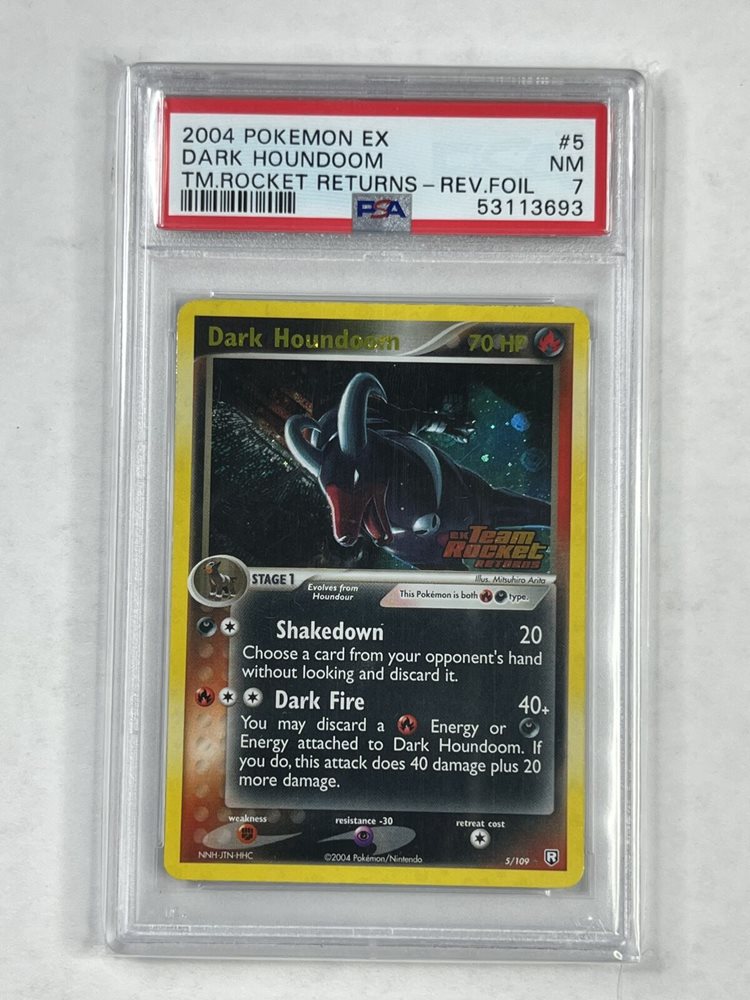 2004 POKEMON EX #5
DARK HOUNDOOM NM
TM.ROCKET RETURNS - REV.FOIL 7
PSA 53113693
Dark Houndoom 70 HP
EX Team
Rocket
RETURNS
STAGE 1
Illus. Mitsuhiro Arita
Evolves from
Houndour
This Pokémon is both type.
Shakedown 20
Choose a card from your opponent's hand
without looking and discard it.
Dark Fire 40+
You may discard a Energy or
Energy attached to Dark Houndoom. If
you do, this attack does 40 damage plus 20
more damage.
weakness resistance -30 retreat cost
NNH-JTN-HHC ©2004 Pokémon/Nintendo 5/109 R